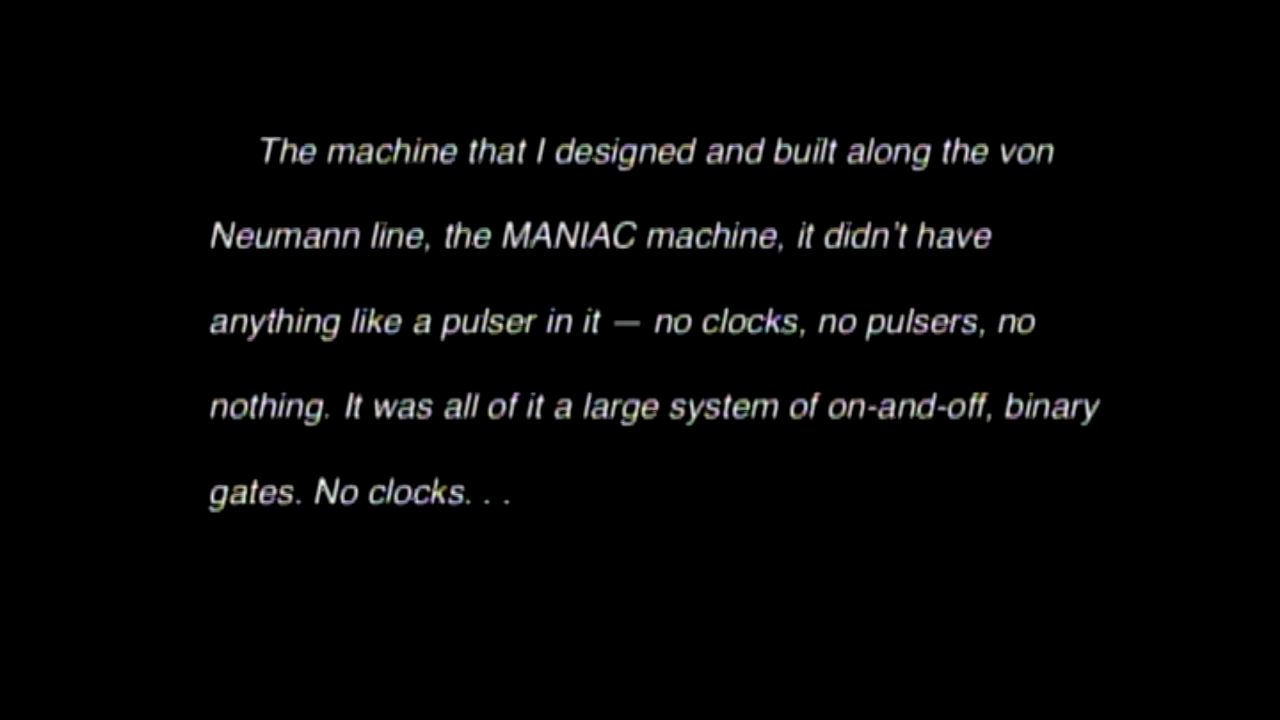 The machine that I designed and built along the von
Neumann line, the MANIAC machine, it didn't have
anything like a pulser in it — no clocks, no pulsers, no
nothing. It was all of it a large system of on-and-off, binary
gates. No clocks. . .